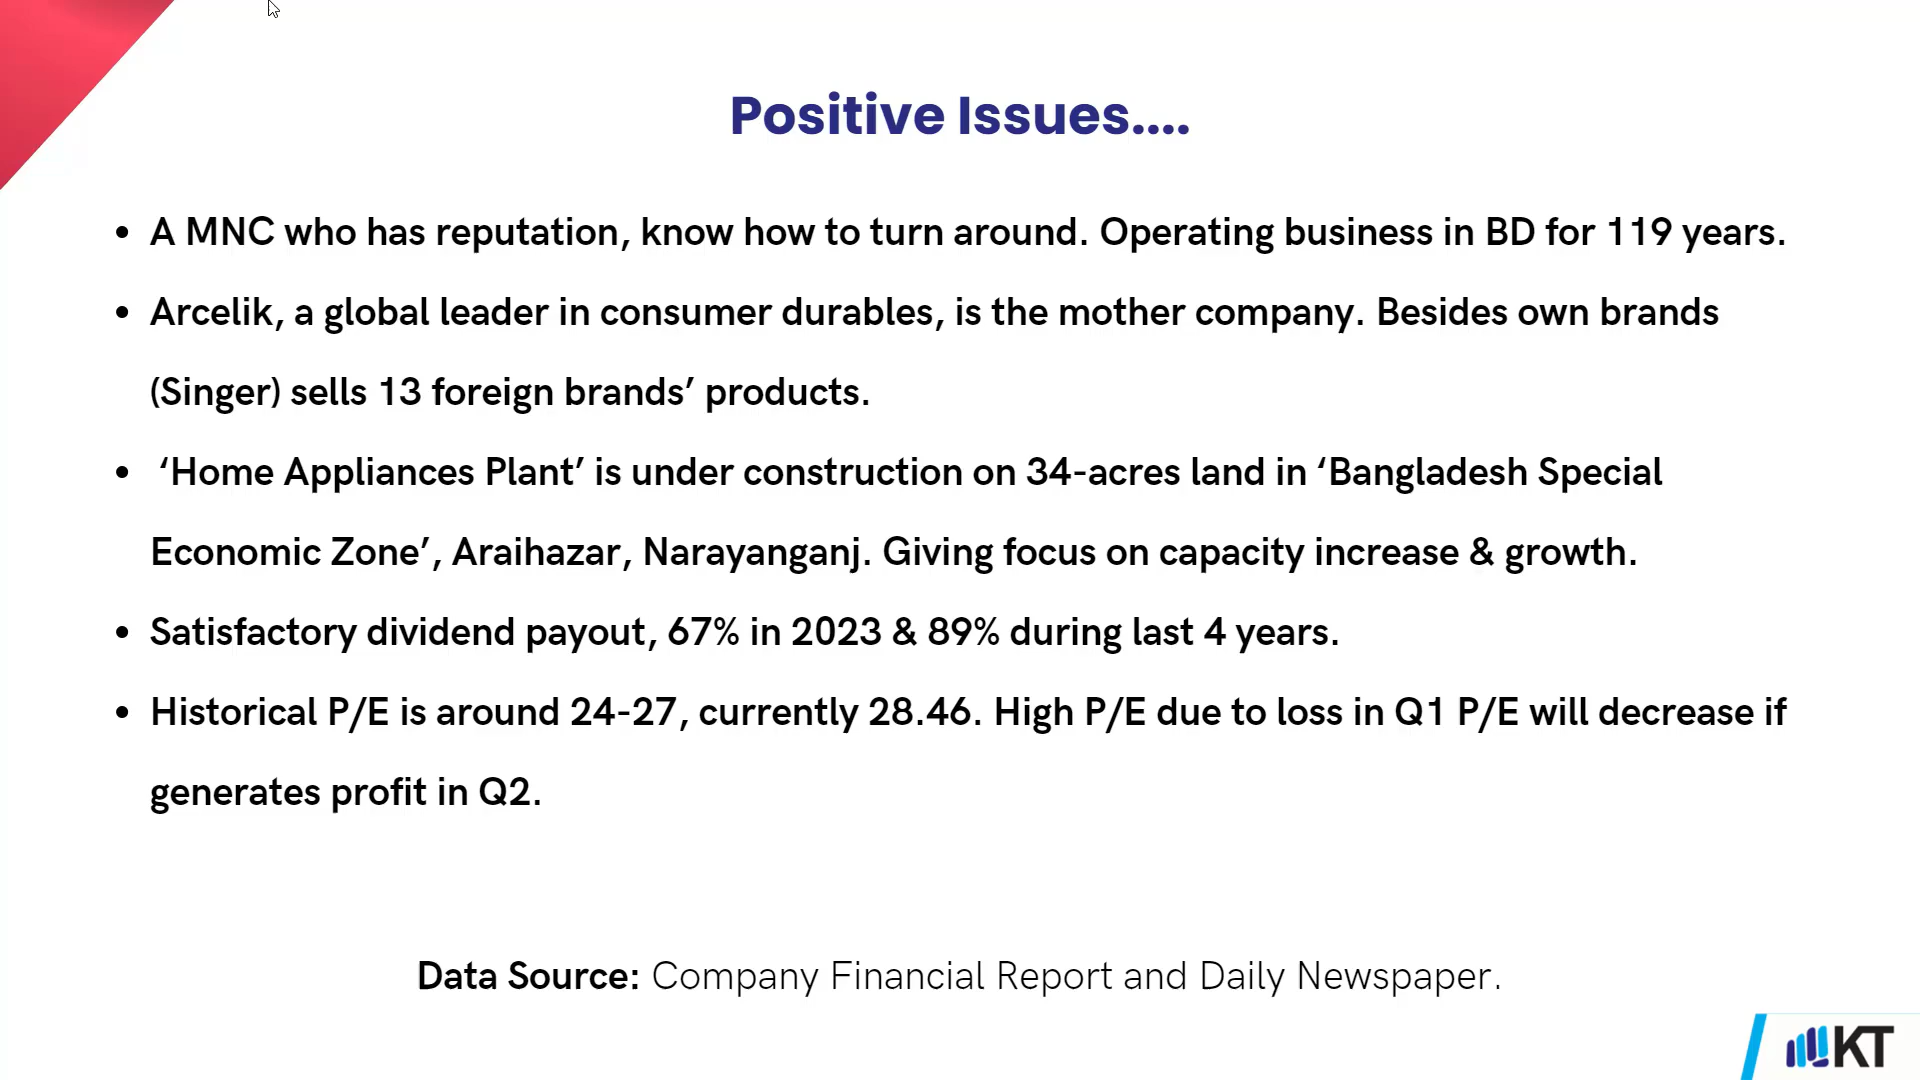 Positive Issues....
• A MNC who has reputation, know how to turn around. Operating business in BD for 119 years.
• Arcelik, a global leader in consumer durables, is the mother company. Besides own brands
(Singer) sells 13 foreign brands’ products.
• ‘Home Appliances Plant’ is under construction on 34-acres land in ‘Bangladesh Special
Economic Zone’, Araihazar, Narayanganj. Giving focus on capacity increase & growth.
• Satisfactory dividend payout, 67% in 2023 & 89% during last 4 years.
• Historical P/E is around 24-27, currently 28.46. High P/E due to loss in Q1 P/E will decrease if
generates profit in Q2.
Data Source: Company Financial Report and Daily Newspaper.
KT